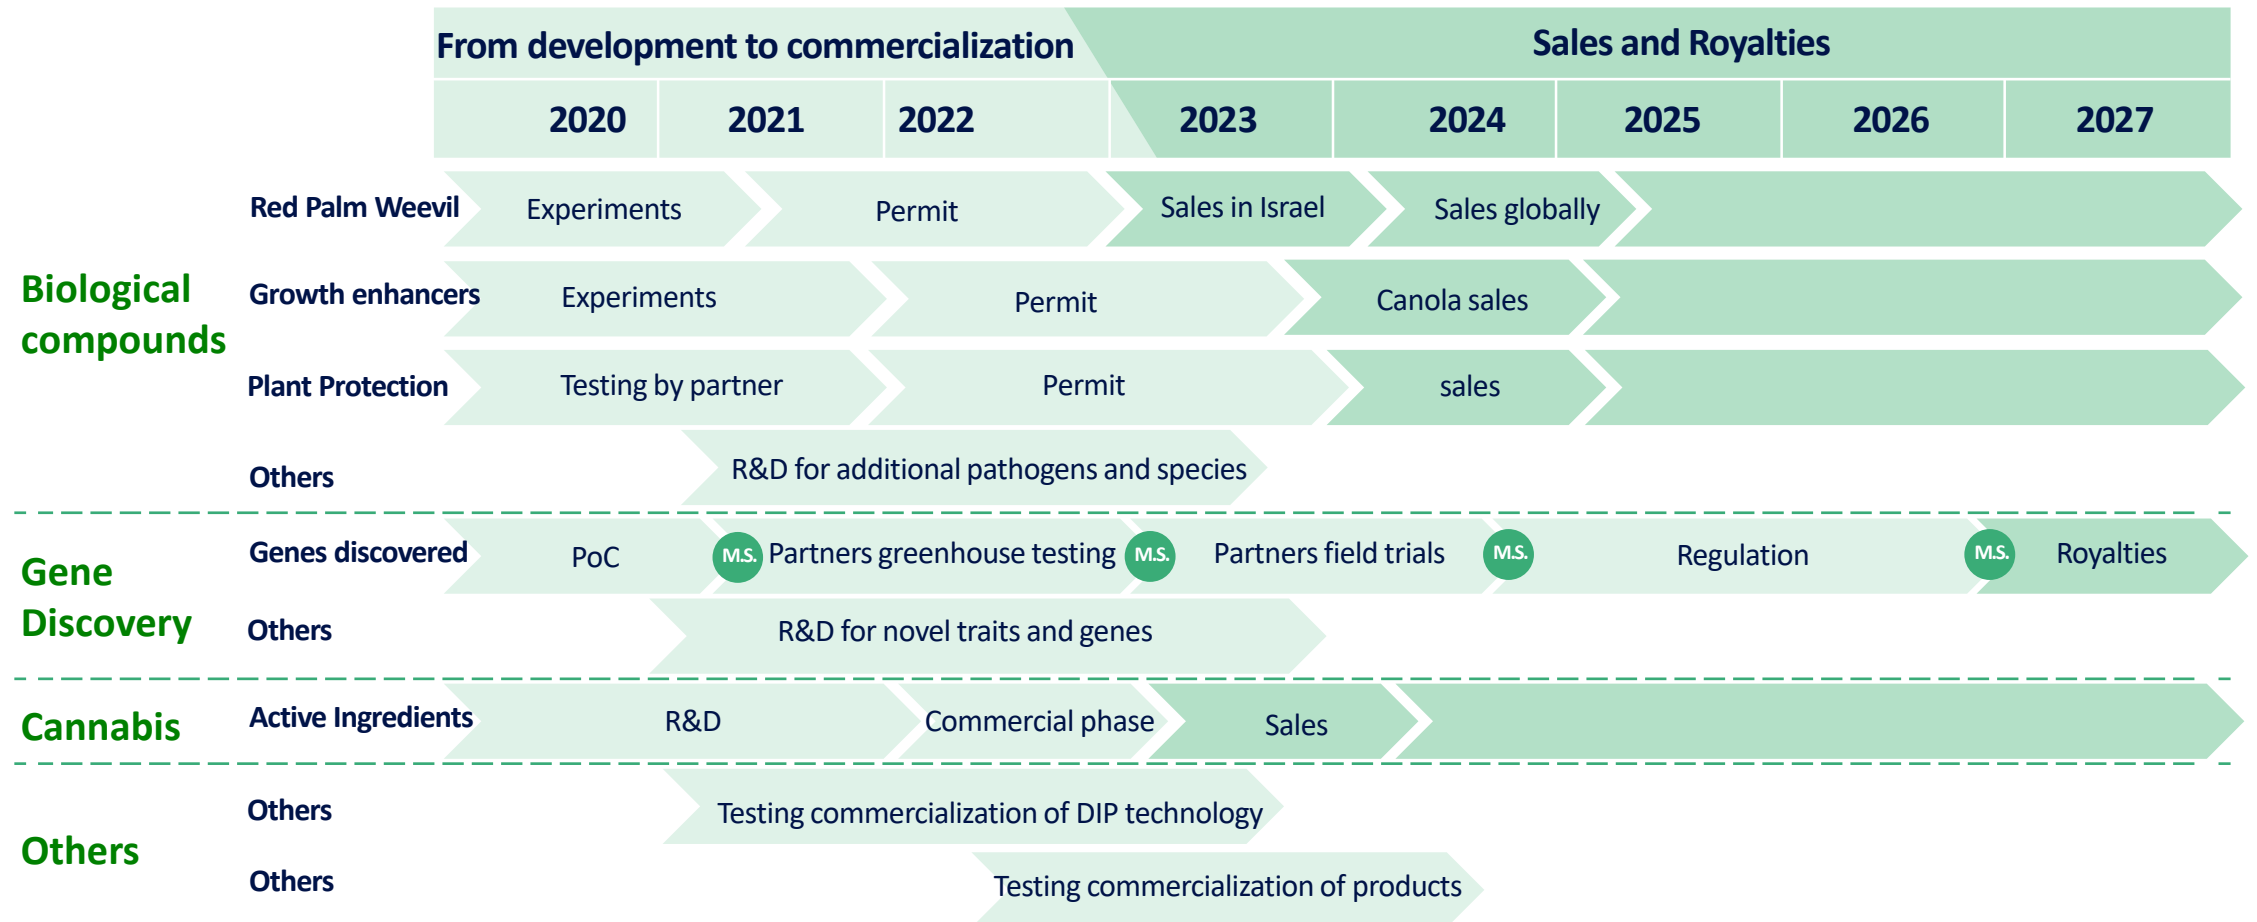 From development to commercialization
Sales and Royalties
2020 2021 2022 2023 2024 2025 2026 2027
Biological
compounds
Red Palm Weevil
Experiments
Permit
Sales in Israel
Sales globally
Growth enhancers
Experiments
Permit
Canola sales
Plant Protection
Testing by partner
Permit
sales
Others
R&D for additional pathogens and species
Gene
Discovery
Genes discovered
PoC
M.S.
Partners greenhouse testing
M.S.
Partners field trials
M.S.
Regulation
M.S.
Royalties
Others
R&D for novel traits and genes
Cannabis
Active Ingredients
R&D
Commercial phase
Sales
Others
Others
Testing commercialization of DIP technology
Others
Testing commercialization of products